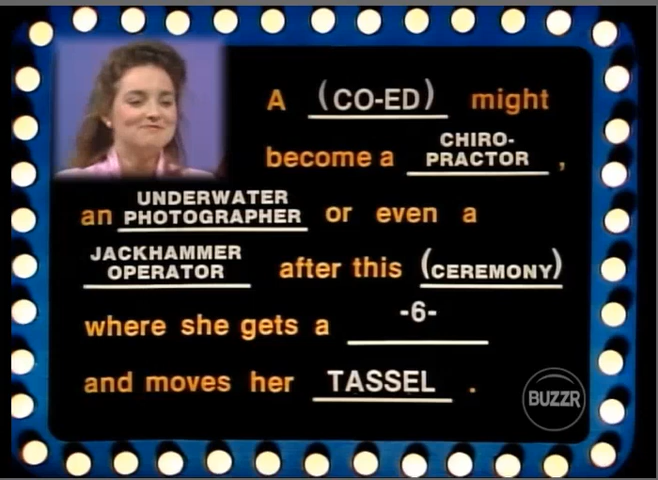 A (CO-ED) might
become a CHIRO-
PRACTOR,
an UNDERWATER
PHOTOGRAPHER or even a
JACKHAMMER
OPERATOR after this (CEREMONY)
where she gets a -6-
and moves her TASSEL.
BUZZR